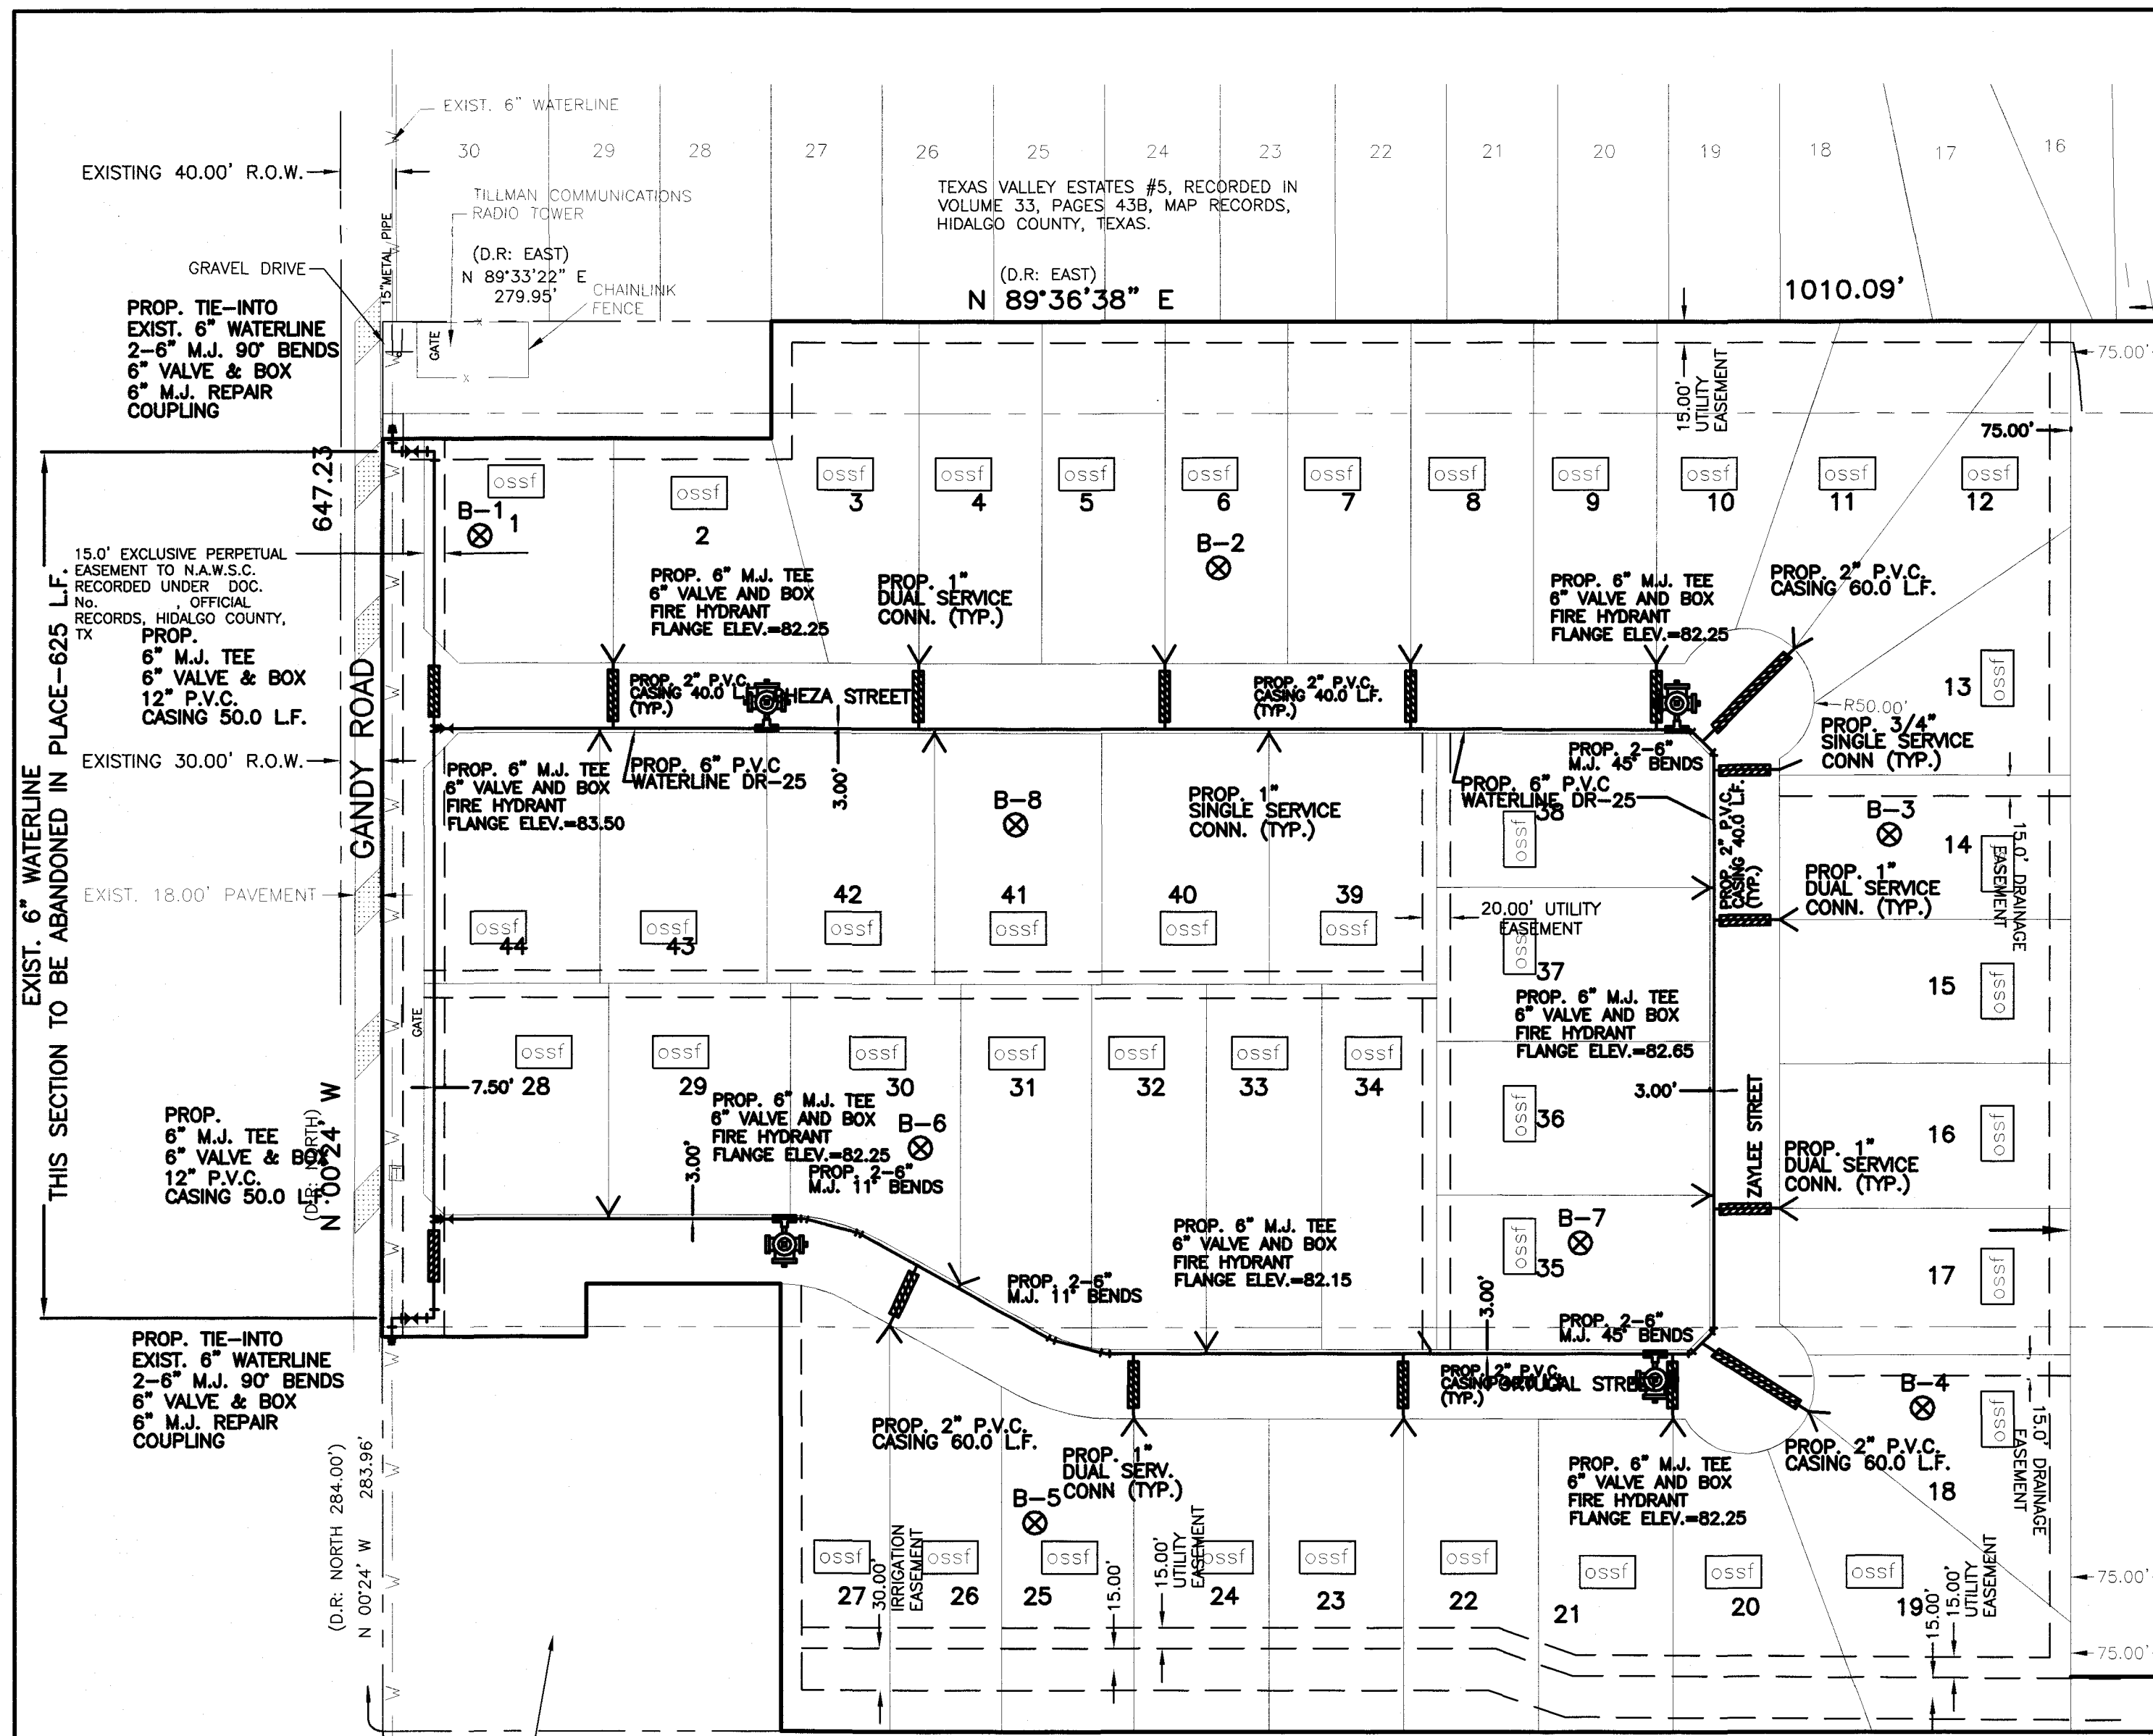 EXIST. 6" WATERLINE
30
29
28
27
26
25
24
23
22
21
20
19
18
17
16
EXISTING 40.00' R.O.W.
TILLMAN COMMUNICATIONS
RADIO TOWER
TEXAS VALLEY ESTATES #5, RECORDED IN
VOLUME 33, PAGES 43B, MAP RECORDS,
HIDALGO COUNTY, TEXAS.
15"METAL PIPE
GRAVEL DRIVE
(D.R: EAST)
N 89°33'22" E
279.95'
CHAINLINK
FENCE
(D.R: EAST)
N 89°36'38" E
1010.09'
PROP. TIE-INTO
EXIST. 6" WATERLINE
2-6" M.J. 90° BENDS
6" VALVE & BOX
6" M.J. REPAIR
COUPLING
GATE
x
x
15.00'
UTILITY
EASEMENT
75.00'
75.00'
647.23
ossf
ossf
ossf
ossf
ossf
ossf
ossf
ossf
ossf
ossf
ossf
ossf
B-1
1
2
3
4
5
6
7
8
9
10
11
12
B-2
15.0' EXCLUSIVE PERPETUAL
EASEMENT TO N.A.W.S.C.
RECORDED UNDER DOC.
No. , OFFICIAL
RECORDS, HIDALGO COUNTY,
TX
PROP.
6" M.J. TEE
6" VALVE & BOX
12" P.V.C.
CASING 50.0 L.F.
PROP. 6" M.J. TEE
6" VALVE AND BOX
FIRE HYDRANT
FLANGE ELEV.=82.25
PROP. 1"
DUAL SERVICE
CONN. (TYP.)
PROP. 6" M.J. TEE
6" VALVE AND BOX
FIRE HYDRANT
FLANGE ELEV.=82.25
PROP. 2" P.V.C.
CASING 60.0 L.F.
PROP. 2" P.V.C.
CASING 40.0 L.F.
(TYP.)
RHEZA STREET
PROP. 2" P.V.C.
CASING 40.0 L.F.
(TYP.)
13
ossf
R50.00'
PROP. 3/4"
SINGLE SERVICE
CONN (TYP.)
EXISTING 30.00' R.O.W.
GANDY ROAD
EXIST. 6" WATERLINE
THIS SECTION TO BE ABANDONED IN PLACE-625 L.F.
PROP. 6" M.J. TEE
6" VALVE AND BOX
FIRE HYDRANT
FLANGE ELEV.=83.50
PROP. 6" P.V.C
WATERLINE DR-25
3.00'
B-8
PROP. 1"
SINGLE SERVICE
CONN. (TYP.)
PROP. 2-6"
M.J. 45° BENDS
PROP. 6" P.V.C
WATERLINE DR-25
38
ossf
PROP. 2" P.V.C.
CASING 40.0 L.F.
(TYP.)
B-3
14
ossf
15.0' DRAINAGE
EASEMENT
PROP. 1"
DUAL SERVICE
CONN. (TYP.)
EXIST. 18.00' PAVEMENT
42
41
40
39
ossf
44
ossf
43
ossf
ossf
ossf
ossf
20.00' UTILITY
EASEMENT
ossf
37
15
ossf
GATE
PROP. 6" M.J. TEE
6" VALVE AND BOX
FIRE HYDRANT
FLANGE ELEV.=82.65
ossf
ossf
ossf
ossf
ossf
ossf
ossf
7.50'
28
29
30
31
32
33
34
ossf
36
3.00'
ZAYLEE STREET
16
ossf
PROP.
6" M.J. TEE
6" VALVE & BOX
12" P.V.C.
CASING 50.0 L.F.
(D.R: NORTH)
N 00°24' W
PROP. 6" M.J. TEE
6" VALVE AND BOX
FIRE HYDRANT
FLANGE ELEV.=82.25
B-6
PROP. 2-6"
M.J. 11° BENDS
3.00'
PROP. 1"
DUAL SERVICE
CONN. (TYP.)
PROP. 6" M.J. TEE
6" VALVE AND BOX
FIRE HYDRANT
FLANGE ELEV.=82.15
B-7
ossf
35
17
ossf
PROP. 2-6"
M.J. 11° BENDS
3.00'
PROP. 2-6"
M.J. 45° BENDS
PROP. TIE-INTO
EXIST. 6" WATERLINE
2-6" M.J. 90° BENDS
6" VALVE & BOX
6" M.J. REPAIR
COUPLING
PROP. 2" P.V.C.
CASING
(TYP.)
PORTUGAL STREET
B-4
ossf
15.0' DRAINAGE
EASEMENT
PROP. 2" P.V.C.
CASING 60.0 L.F.
PROP. 1"
DUAL SERV.
CONN (TYP.)
PROP. 2" P.V.C.
CASING 60.0 L.F.
PROP. 6" M.J. TEE
6" VALVE AND BOX
FIRE HYDRANT
FLANGE ELEV.=82.25
18
(D.R: NORTH 284.00')
N 00°24' W 283.96'
B-5
ossf
ossf
ossf
ossf
ossf
ossf
ossf
ossf
ossf
27
26
25
24
23
22
21
20
19
30.00'
IRRIGATION
EASEMENT
15.00'
15.00'
UTILITY
EASEMENT
15.00'
15.00'
UTILITY
EASEMENT
75.00'
75.00'